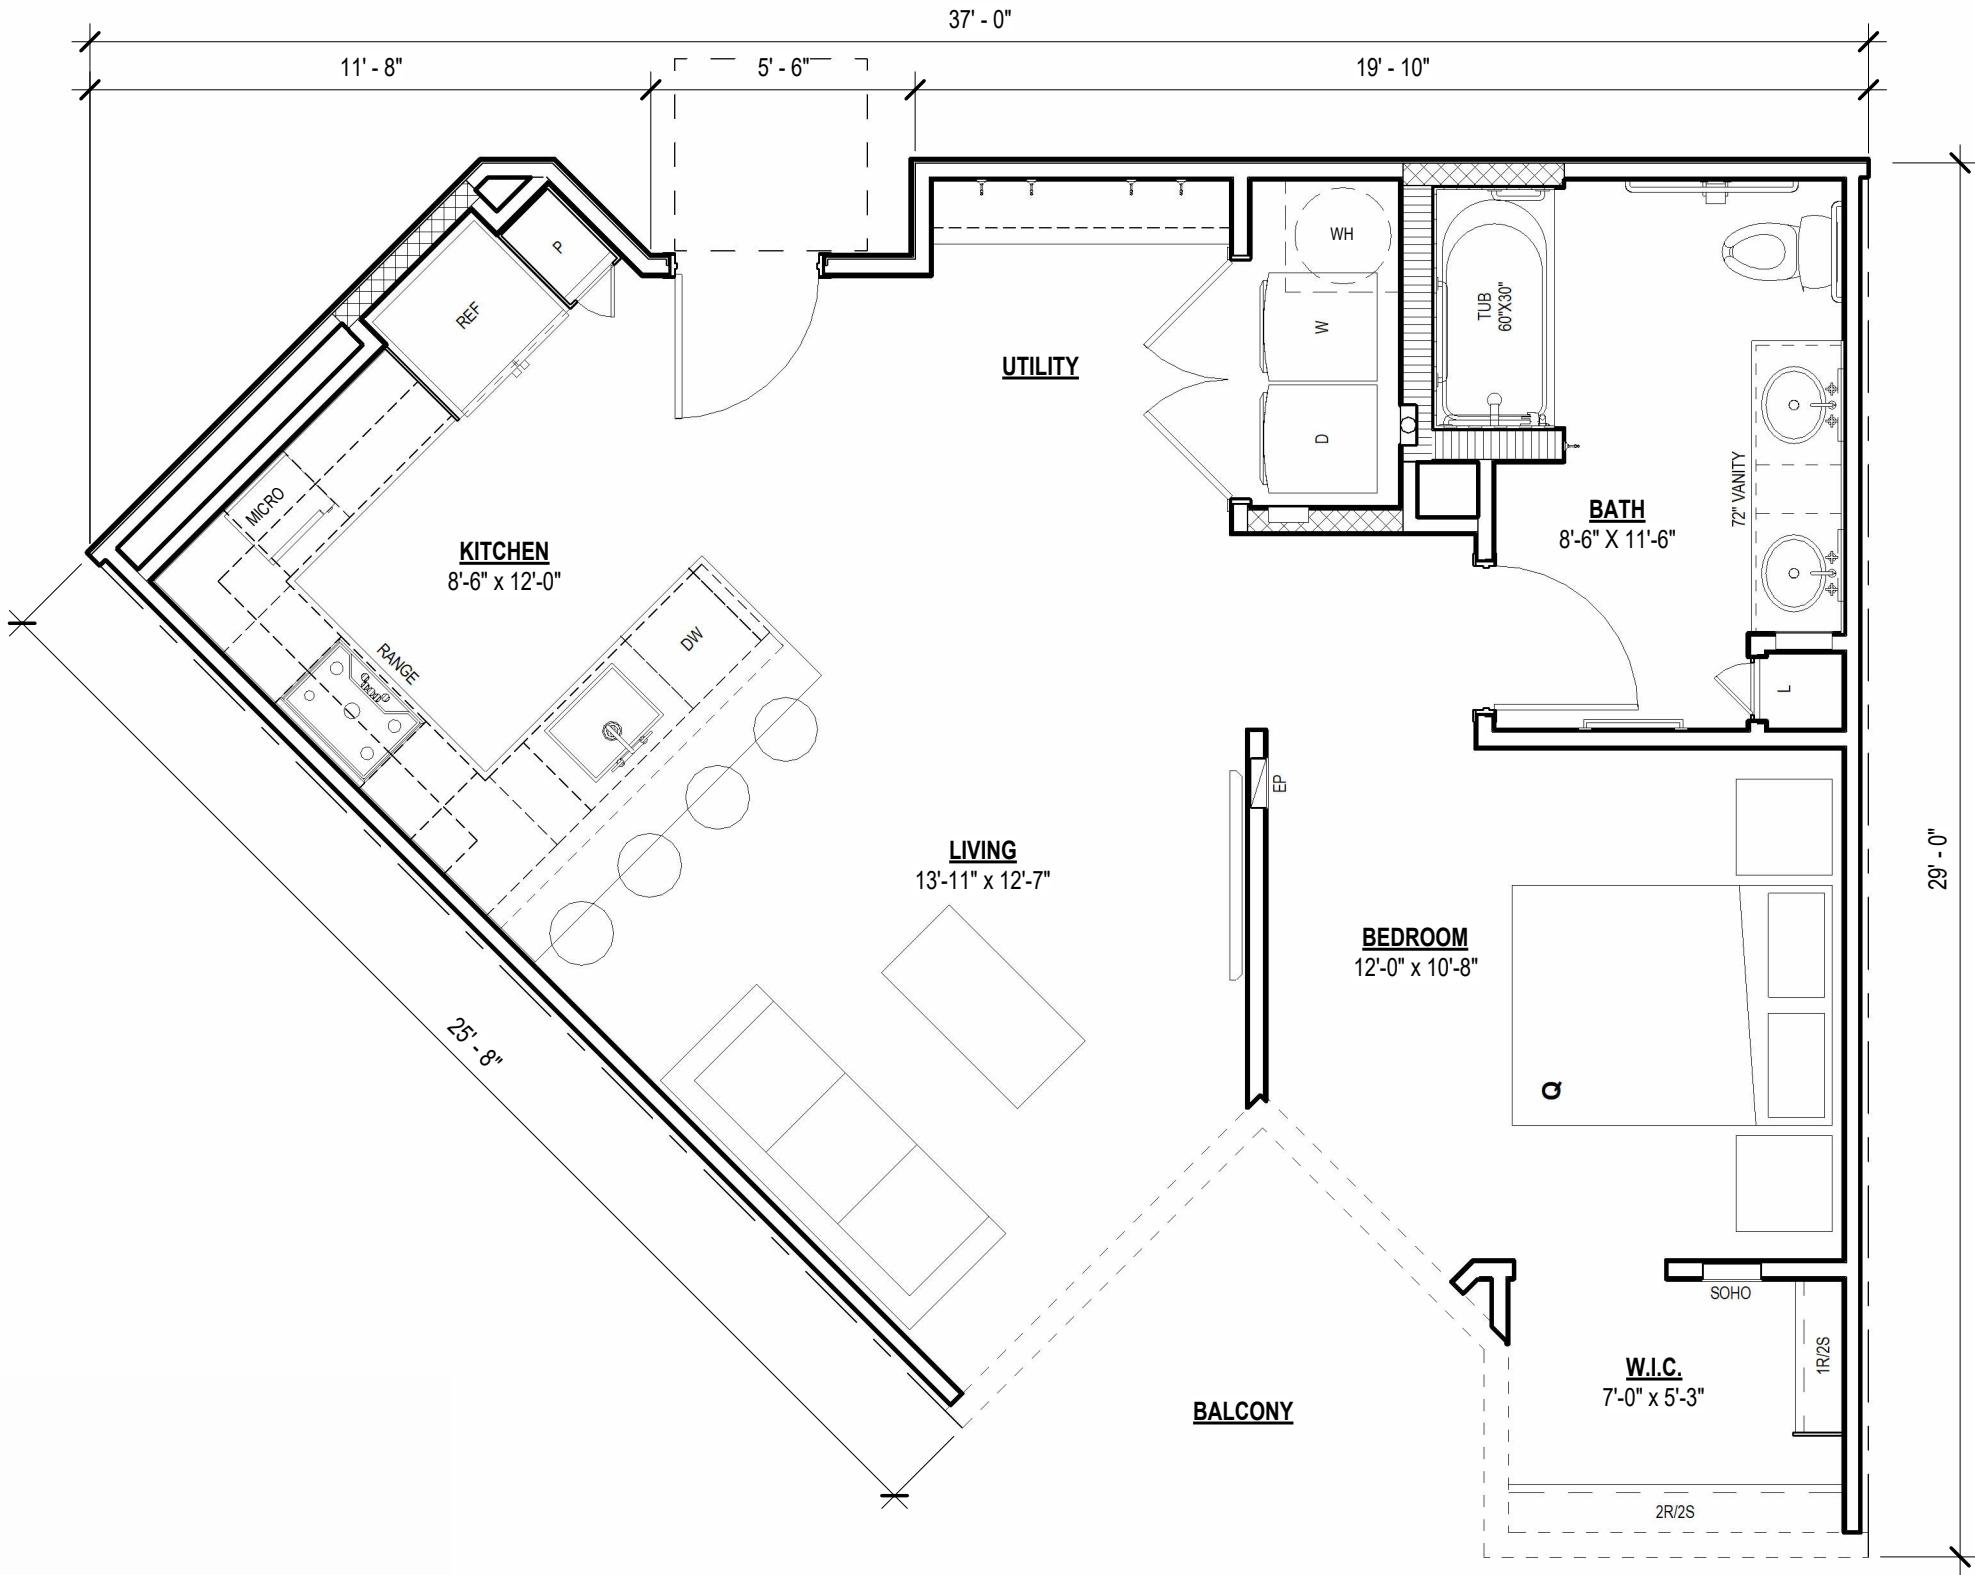 37' - 0"
11' - 8"
5' - 6"
19' - 10"
P
REF
WH
TUB
60"X30"
W
UTILITY
D
MICRO
72" VANITY
BATH
8'-6" X 11'-6"
KITCHEN
8'-6" x 12'-0"
RANGE
DW
L
EP
LIVING
13'-11" x 12'-7"
29' - 0"
BEDROOM
12'-0" x 10'-8"
25' - 8"
Q
SOHO
1R/2S
W.I.C.
7'-0" x 5'-3"
BALCONY
2R/2S